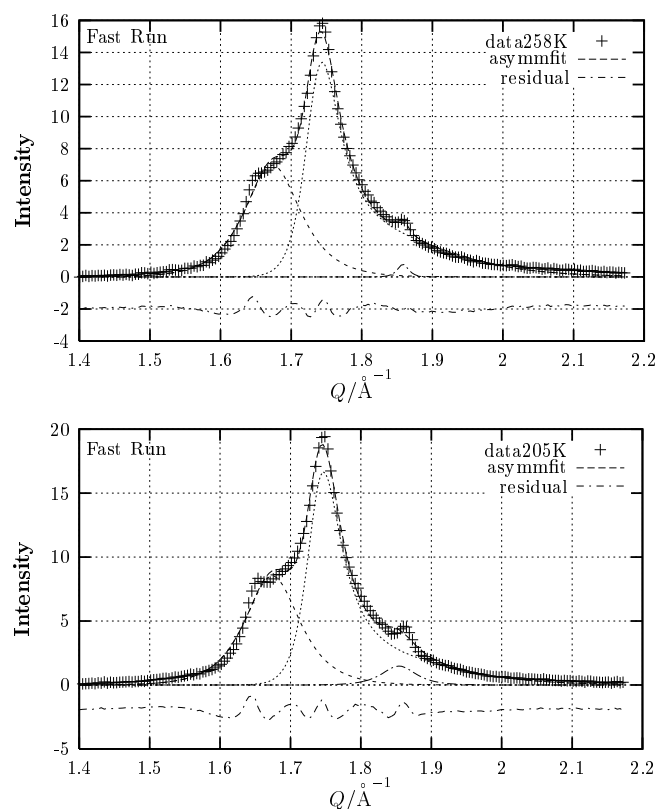 16
14
12
10
8
6
4
2
0
-2
-4
Intensity
Fast Run
data258K
asymmfit
residual
1.4 1.5 1.6 1.7 1.8 1.9 2 2.1 2.2
Q/Å⁻¹
20
15
10
5
0
-5
Intensity
Fast Run
data205K
asymmfit
residual
1.4 1.5 1.6 1.7 1.8 1.9 2 2.1 2.2
Q/Å⁻¹